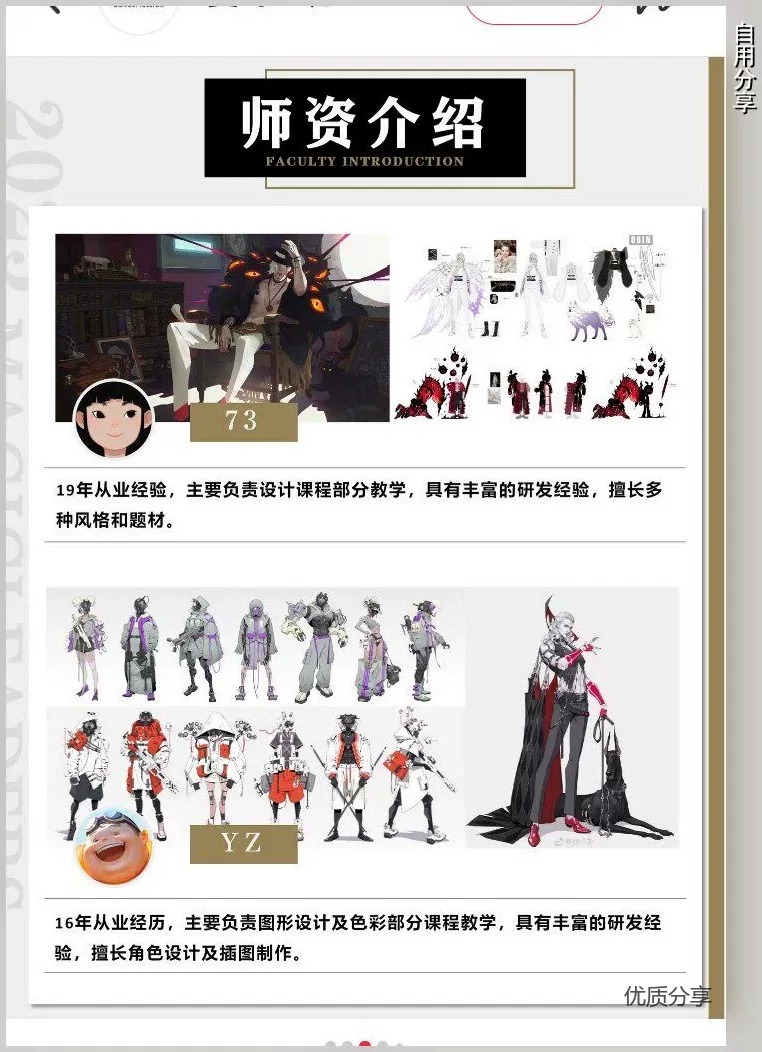 自用分享
师资介绍
FACULTY INTRODUCTION
ODIN
73
19年从业经验，主要负责设计课程部分教学，具有丰富的研发经验，擅长多
种风格和题材。
YZ
16年从业经历，主要负责图形设计及色彩部分课程教学，具有丰富的研发经
验，擅长角色设计及插图制作。
优质分享